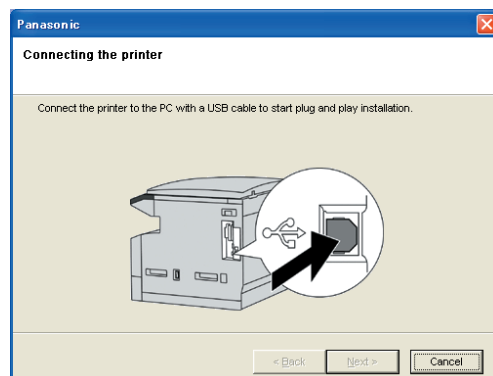 Panasonic
Connecting the printer
Connect the printer to the PC with a USB cable to start plug and play installation.
< Back
Next >
Cancel